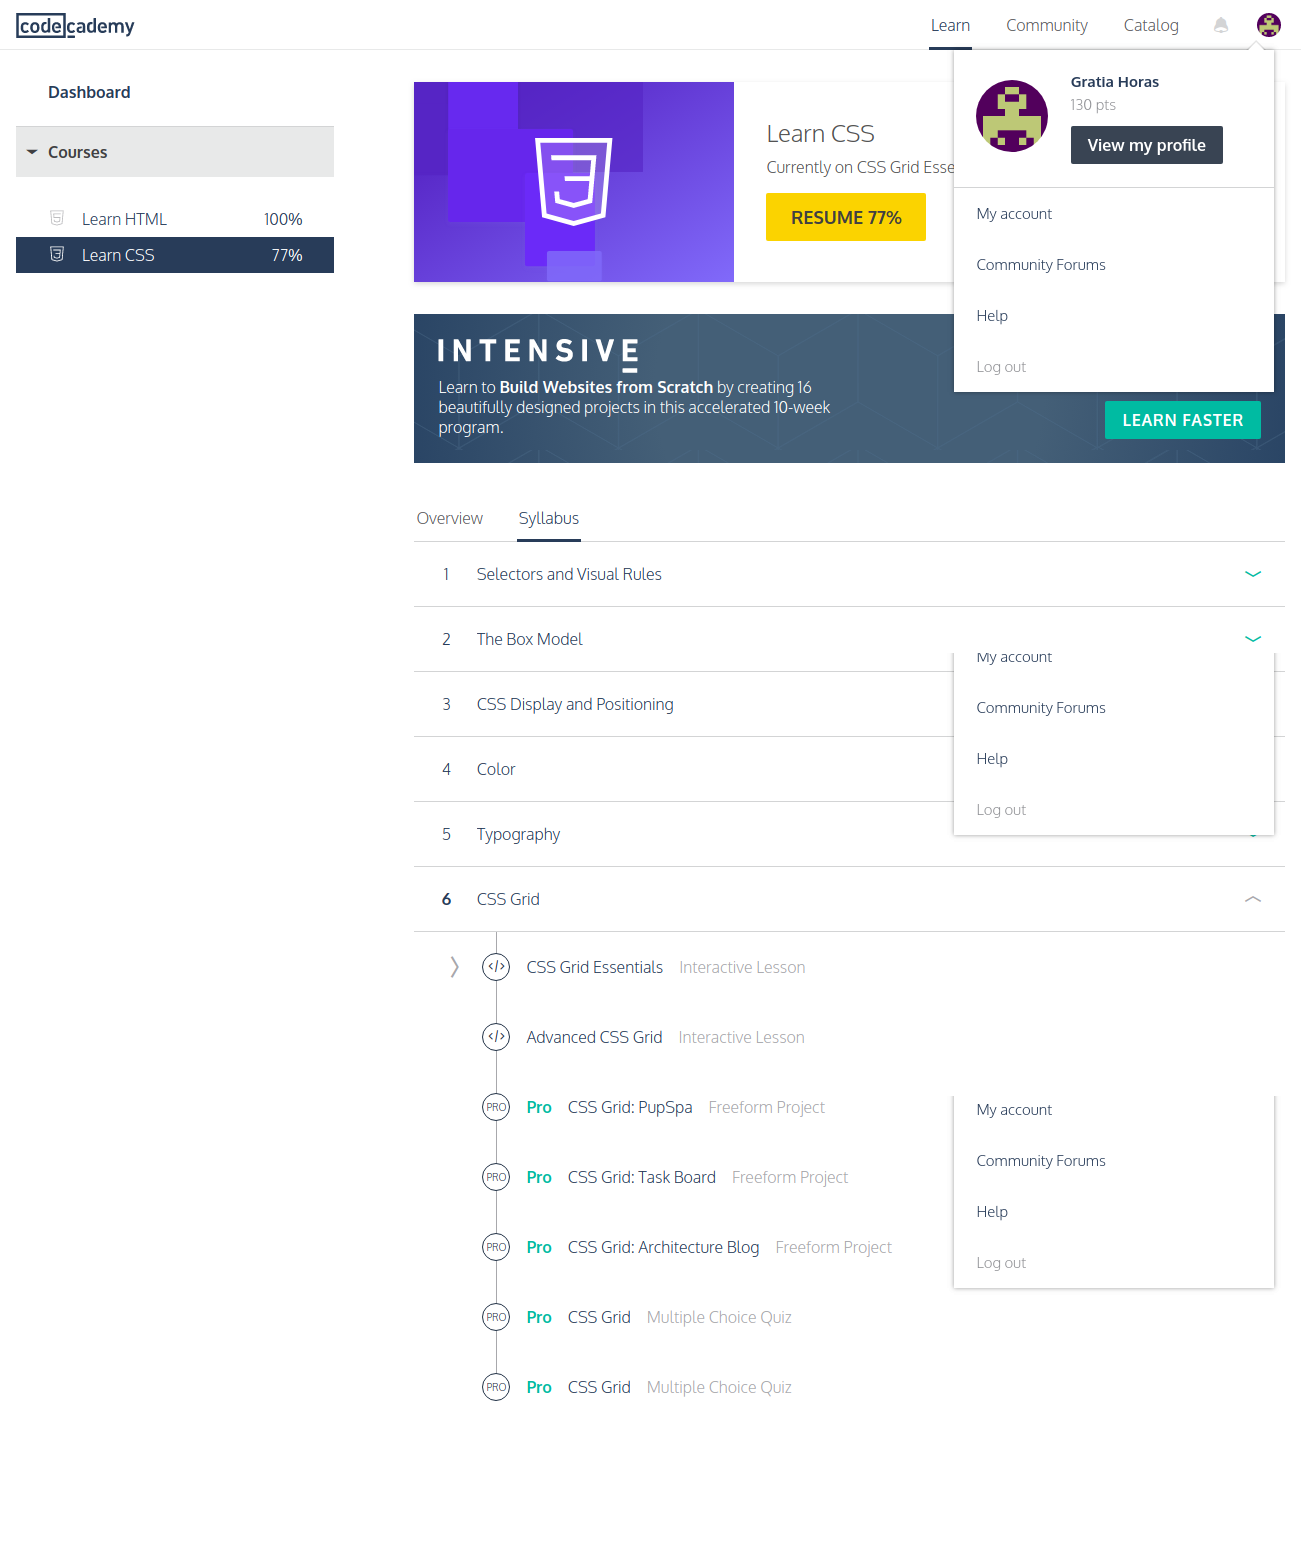 codecademy
Learn Community Catalog
Dashboard
Courses
Learn HTML 100%
Learn CSS 77%
Learn CSS
Currently on CSS Grid Esse
RESUME 77%
Gratia Horas
130 pts
View my profile
My account
Community Forums
Help
Log out
INTENSIVE
Learn to Build Websites from Scratch by creating 16
beautifully designed projects in this accelerated 10-week
program.
LEARN FASTER
Overview Syllabus
1 Selectors and Visual Rules
2 The Box Model
My account
3 CSS Display and Positioning
Community Forums
4 Color
Help
Log out
5 Typography
6 CSS Grid
</> CSS Grid Essentials Interactive Lesson
</> Advanced CSS Grid Interactive Lesson
PRO Pro CSS Grid: PupSpa Freeform Project
My account
Community Forums
PRO Pro CSS Grid: Task Board Freeform Project
Help
PRO Pro CSS Grid: Architecture Blog Freeform Project
Log out
PRO Pro CSS Grid Multiple Choice Quiz
PRO Pro CSS Grid Multiple Choice Quiz